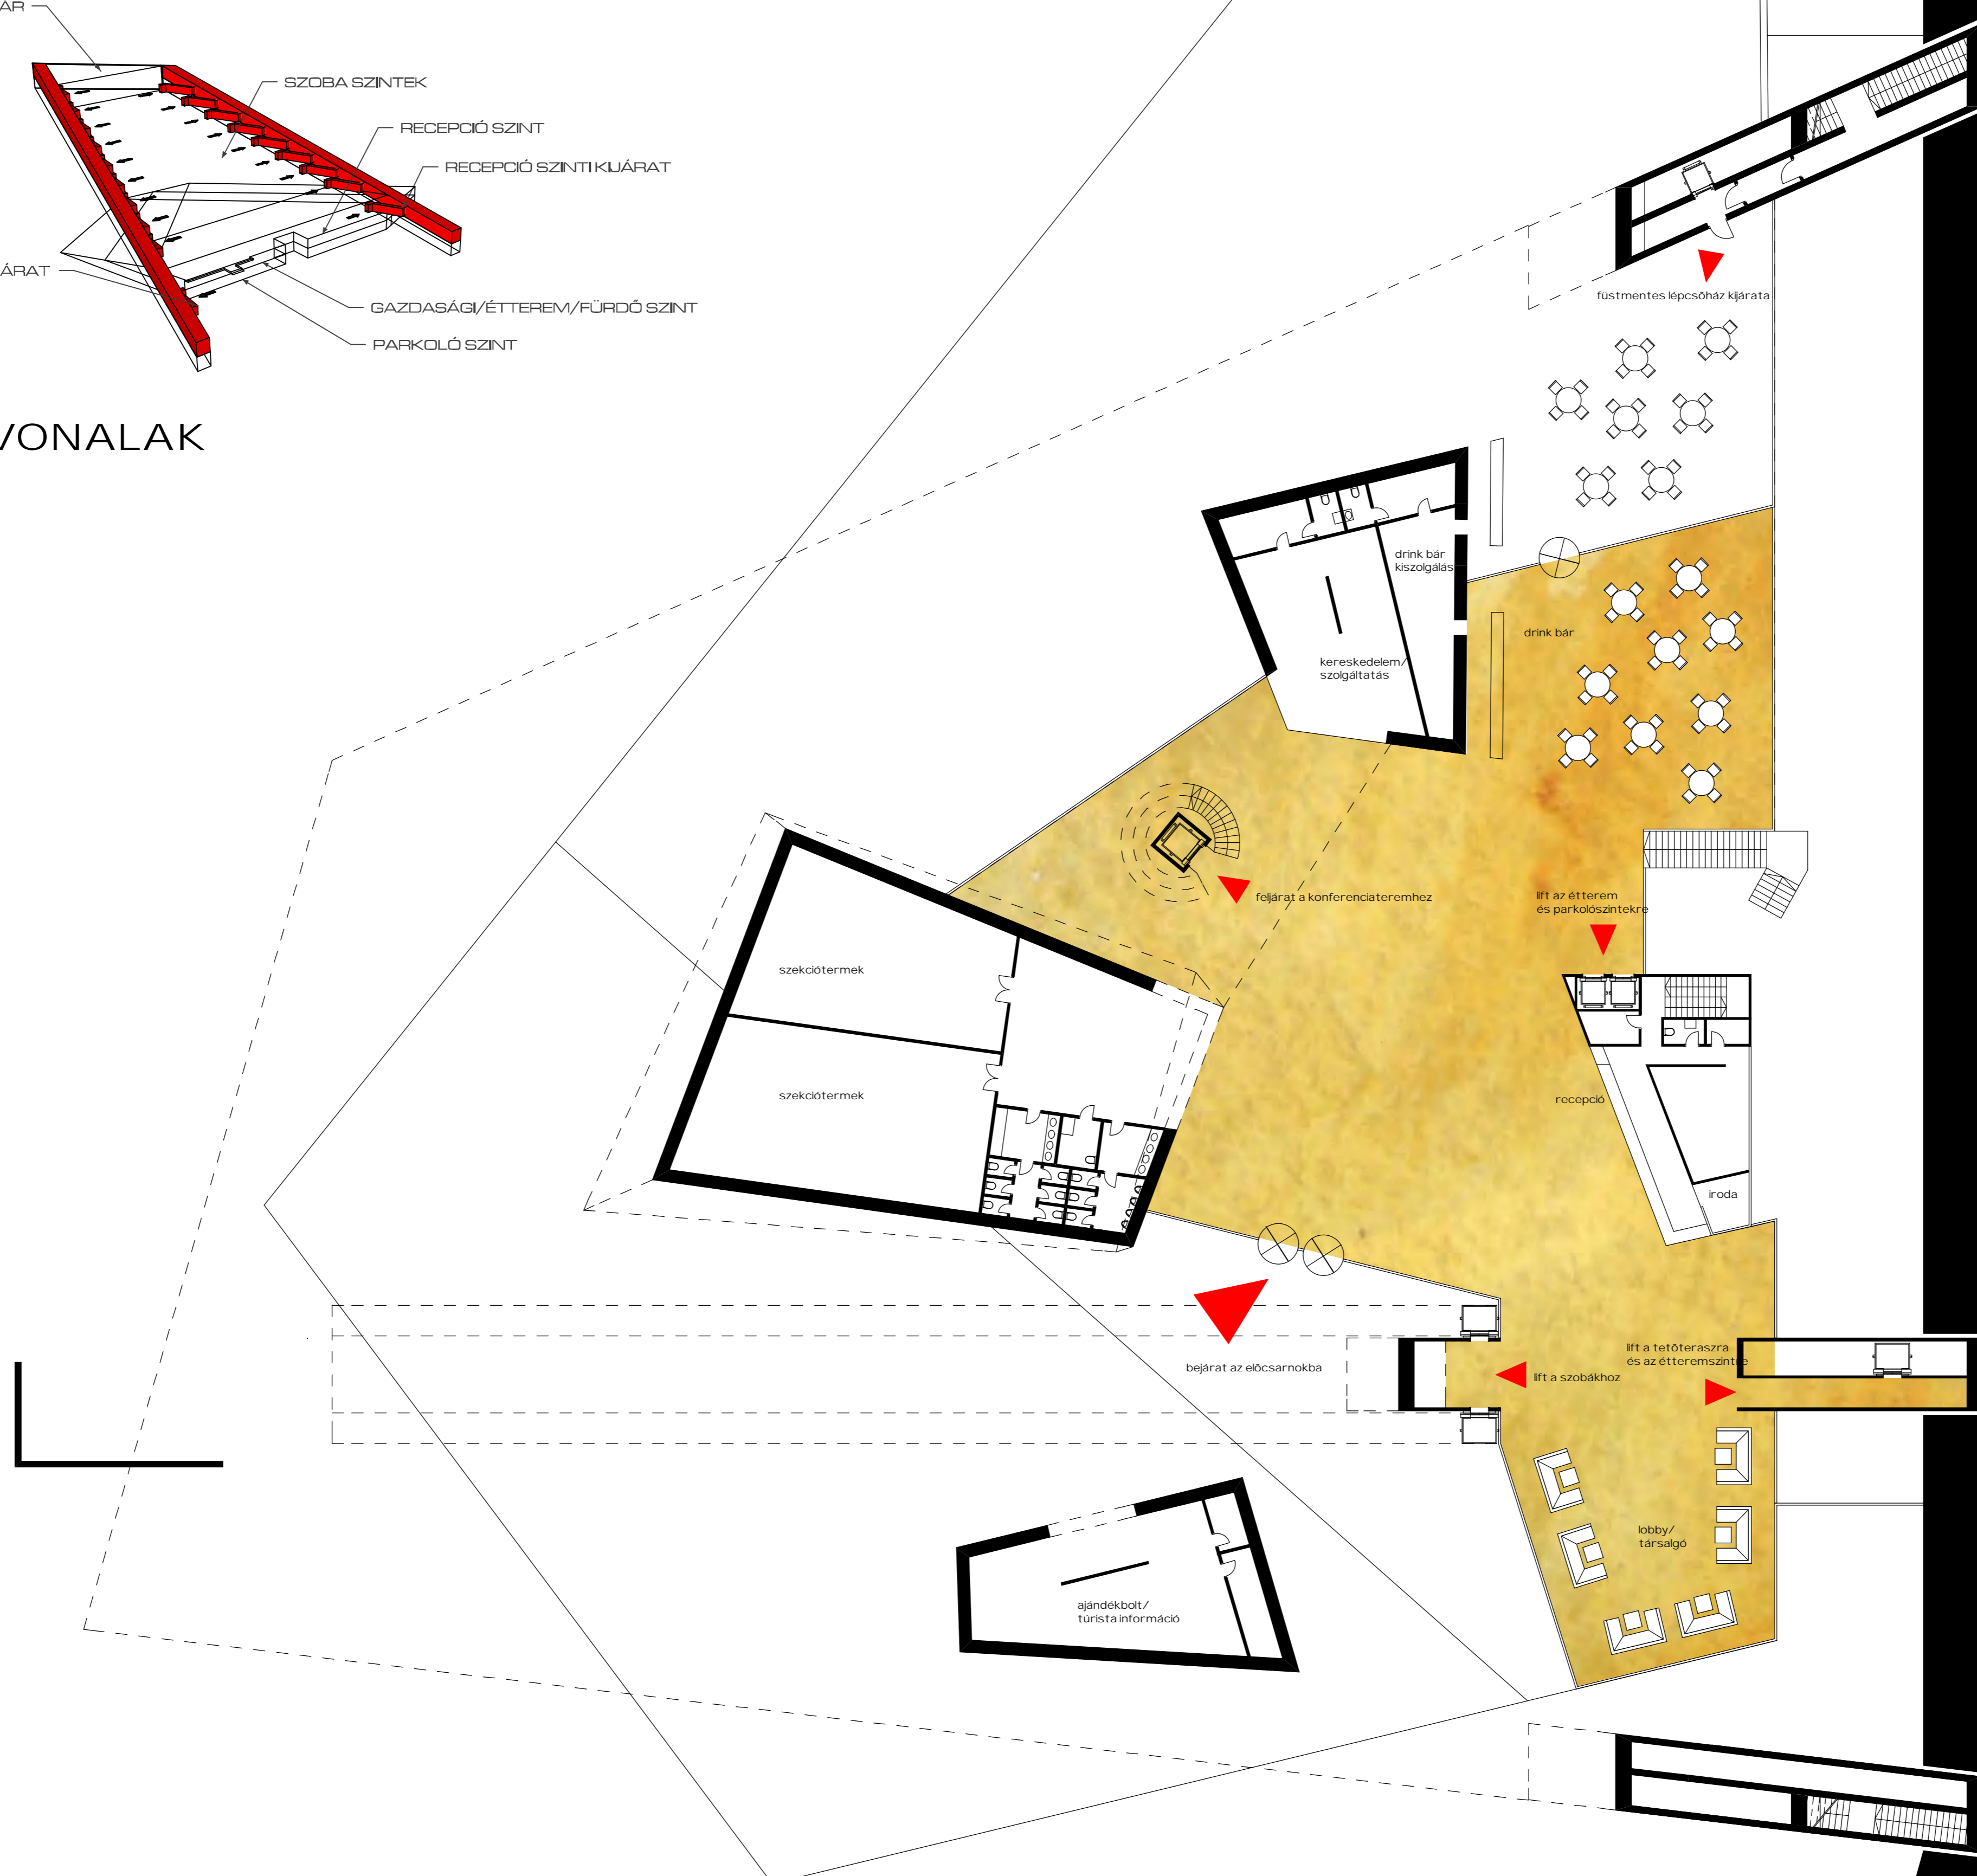 SZOBA SZINTEK
RECEPCIÓ SZINT
RECEPCIÓ SZINTI KIJÁRAT
GAZDASÁGI/ÉTTEREM/FÜRDŐ SZINT
PARKOLÓ SZINT
VONALAK
füstmentes lépcsőház kijárata
drink bár
kiszolgálás
drink bár
kereskedelem/
szolgáltatás
feljárat a konferenciateremhez
lift az étterem
és parkolószintekre
szekciótermek
szekciótermek
recepció
iroda
bejárat az előcsarnokba
lift a szobákhoz
lift a tetőteraszra
és az étteremszintre
lobby/
társalgó
ajándékbolt/
túrista információ